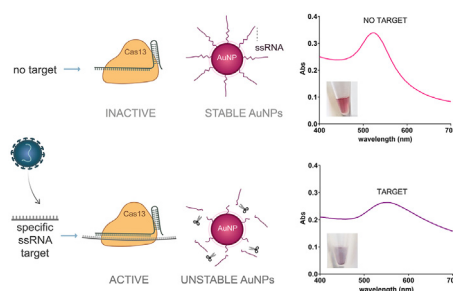 no target
Cas13
INACTIVE
AuNP
ssRNA
STABLE AuNPs
NO TARGET
Abs
0.4
0.3
0.2
0.1
0.0
400
500
600
700
wavelength (nm)
specific
ssRNA
target
Cas13
ACTIVE
AuNP
UNSTABLE AuNPs
TARGET
Abs
0.4
0.3
0.2
0.1
0.0
400
500
600
700
wavelength (nm)